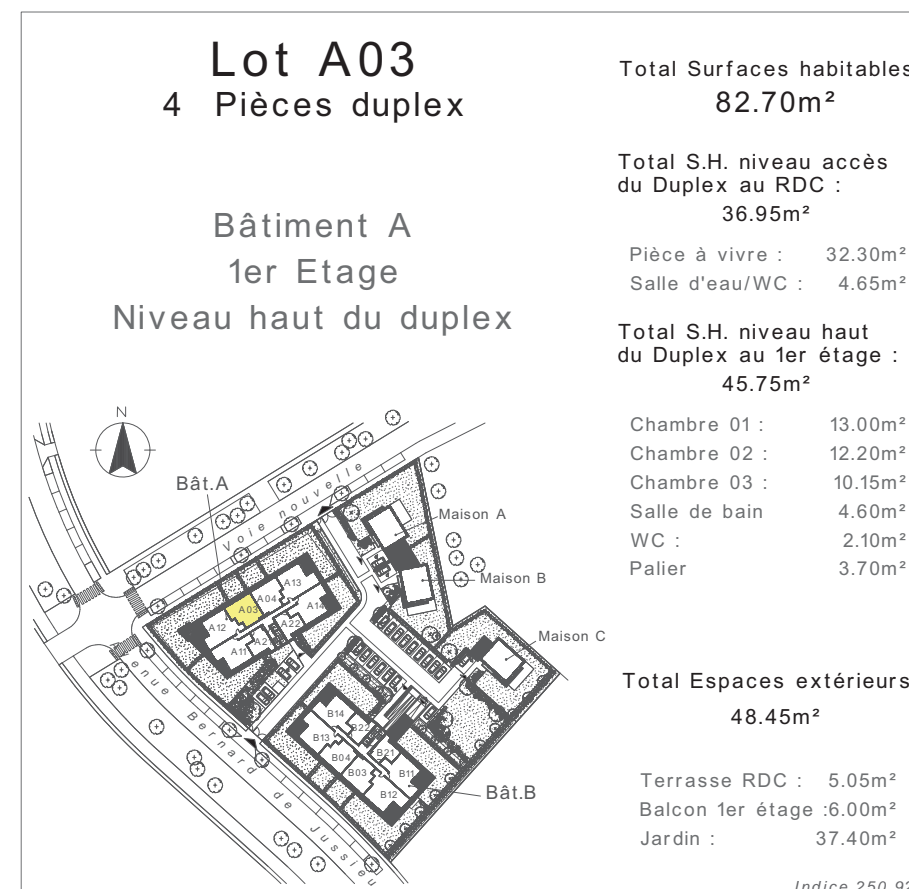 Lot A03
4 Pièces duplex
Bâtiment A
1er Etage
Niveau haut du duplex
Total Surfaces habitables
82.70m²
Total S.H. niveau accès
du Duplex au RDC :
36.95m²
Pièce à vivre : 32.30m²
Salle d'eau/WC : 4.65m²
Total S.H. niveau haut
du Duplex au 1er étage :
45.75m²
Chambre 01 : 13.00m²
Chambre 02 : 12.20m²
Chambre 03 : 10.15m²
Salle de bain 4.60m²
WC : 2.10m²
Palier 3.70m²
Total Espaces extérieurs
48.45m²
Terrasse RDC : 5.05m²
Balcon 1er étage :6.00m²
Jardin : 37.40m²
N
Bât.A
Voie nouvelle
Maison A
Maison B
Maison C
A13
A04
A03
A14
A12
A22
A21
A11
B14
B22
B13
B21
B04
B03
B11
B12
Bât.B
enue Bernard de Jussieu